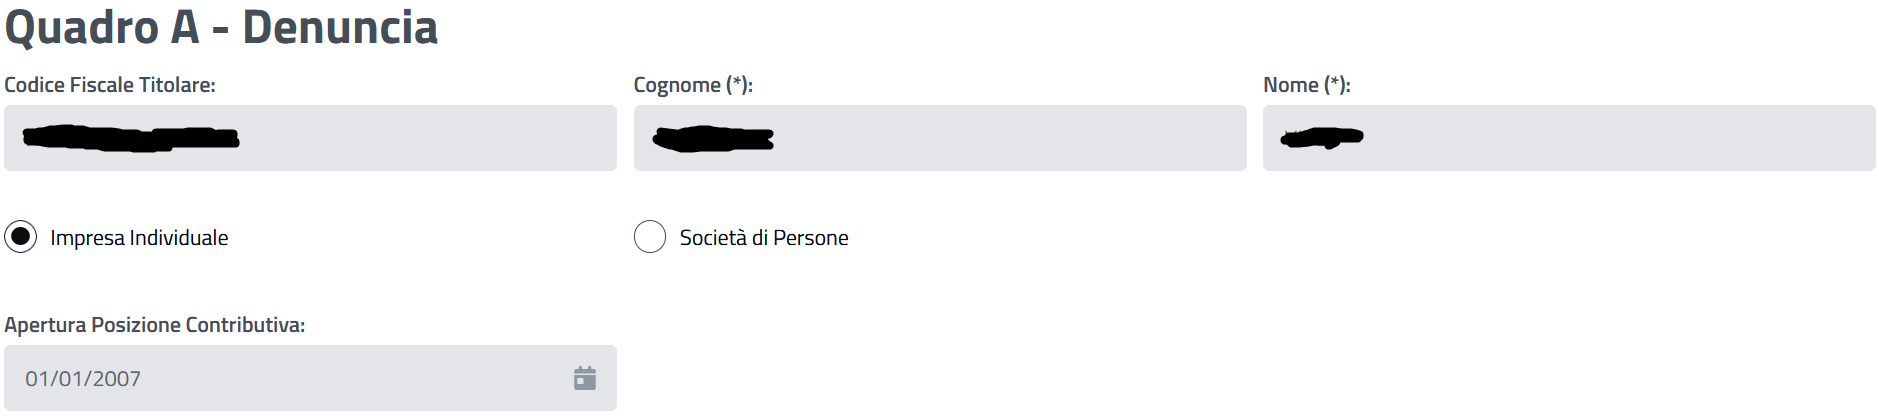 Quadro A - Denuncia
Codice Fiscale Titolare: Cognome (*): Nome (*):
Impresa Individuale Società di Persone
Apertura Posizione Contributiva:
01/01/2007